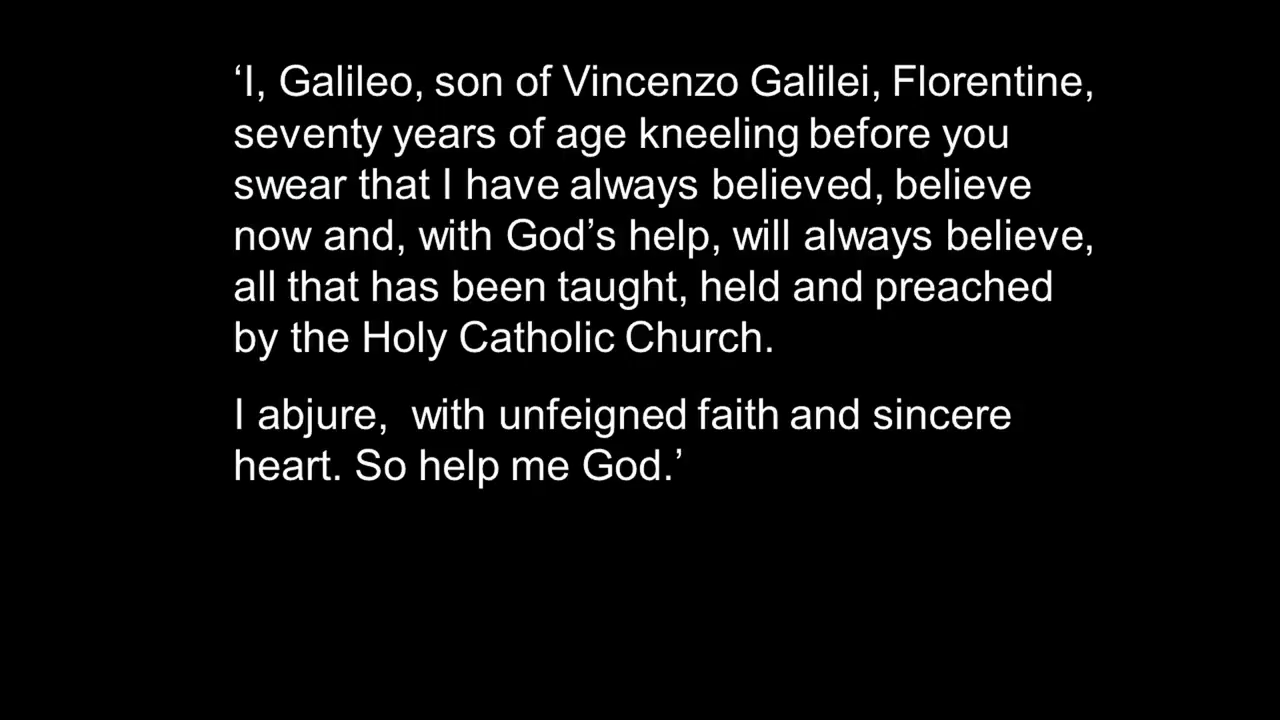 ‘I, Galileo, son of Vincenzo Galilei, Florentine,
seventy years of age kneeling before you
swear that I have always believed, believe
now and, with God’s help, will always believe,
all that has been taught, held and preached
by the Holy Catholic Church.
I abjure,  with unfeigned faith and sincere
heart. So help me God.’